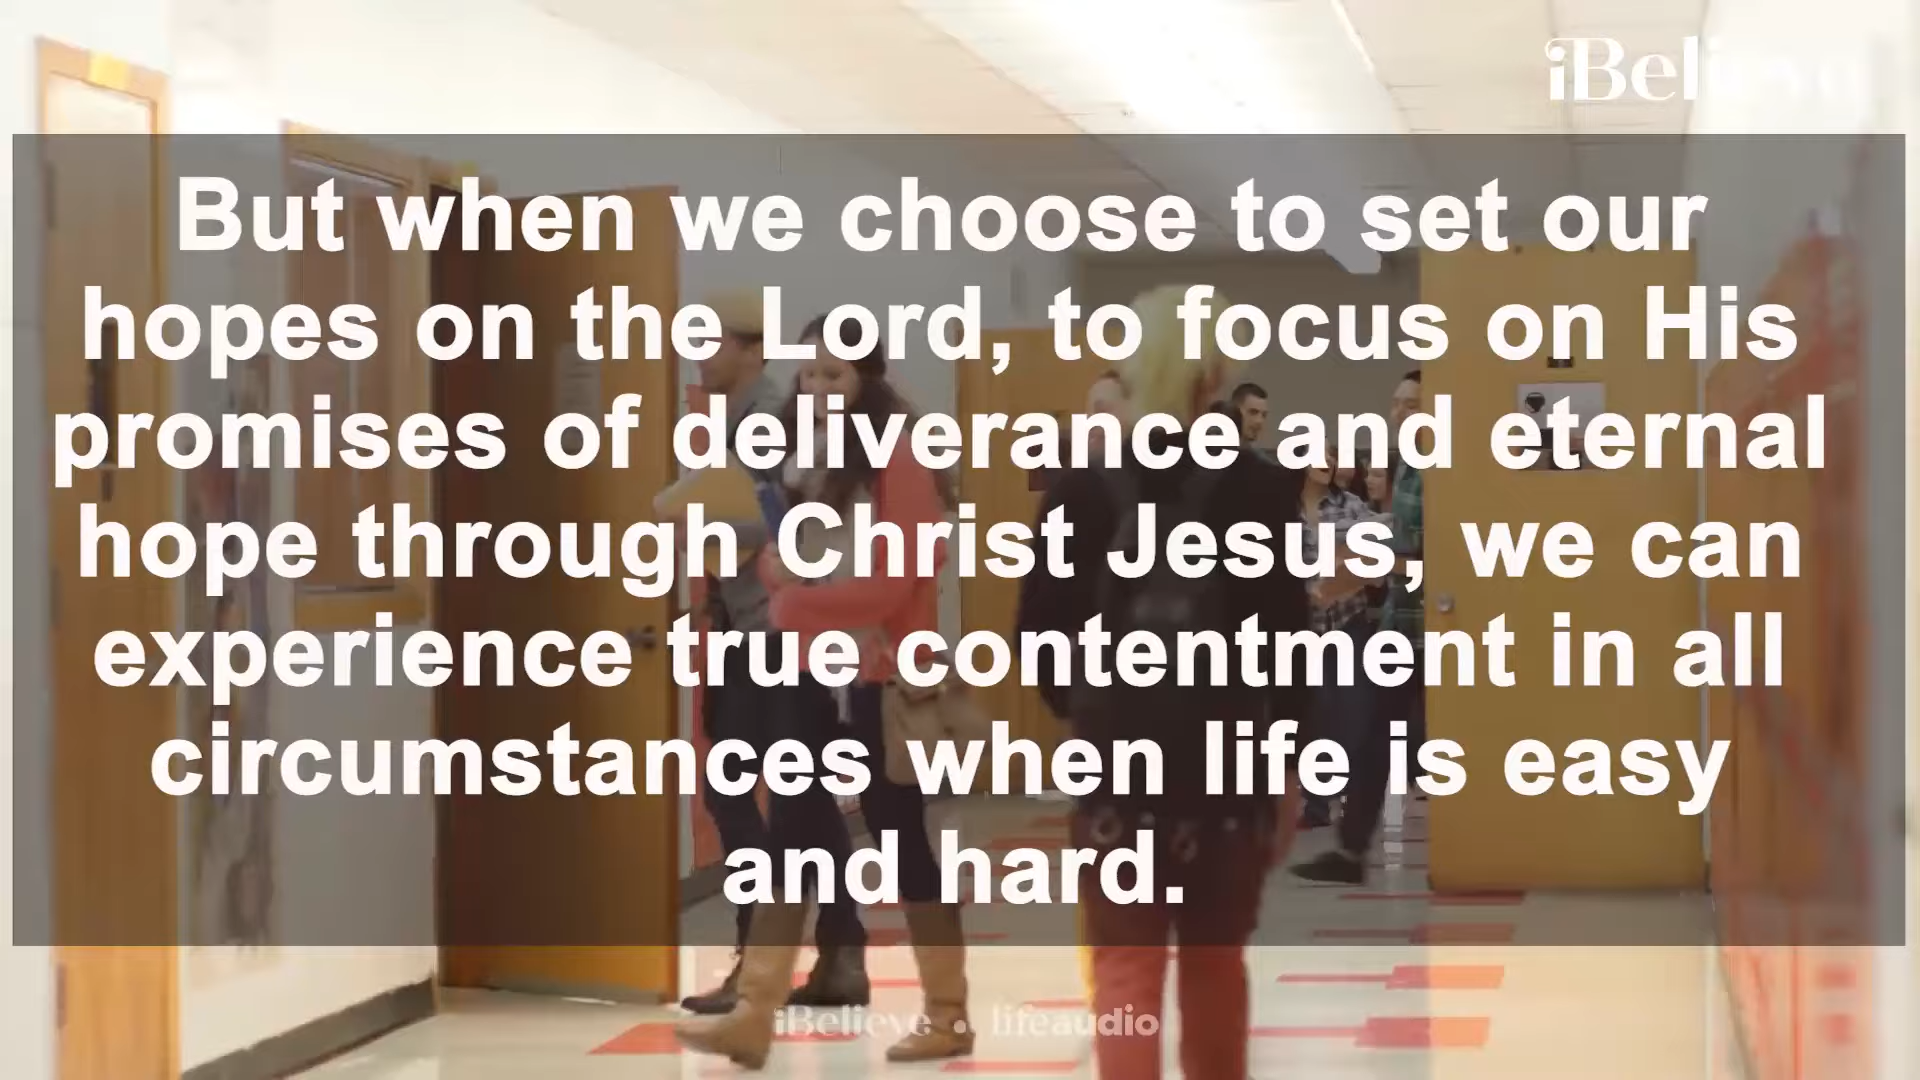 iBelieve
But when we choose to set our
hopes on the Lord, to focus on His
promises of deliverance and eternal
hope through Christ Jesus, we can
experience true contentment in all
circumstances when life is easy
and hard.
iBelieve • lifeaudio